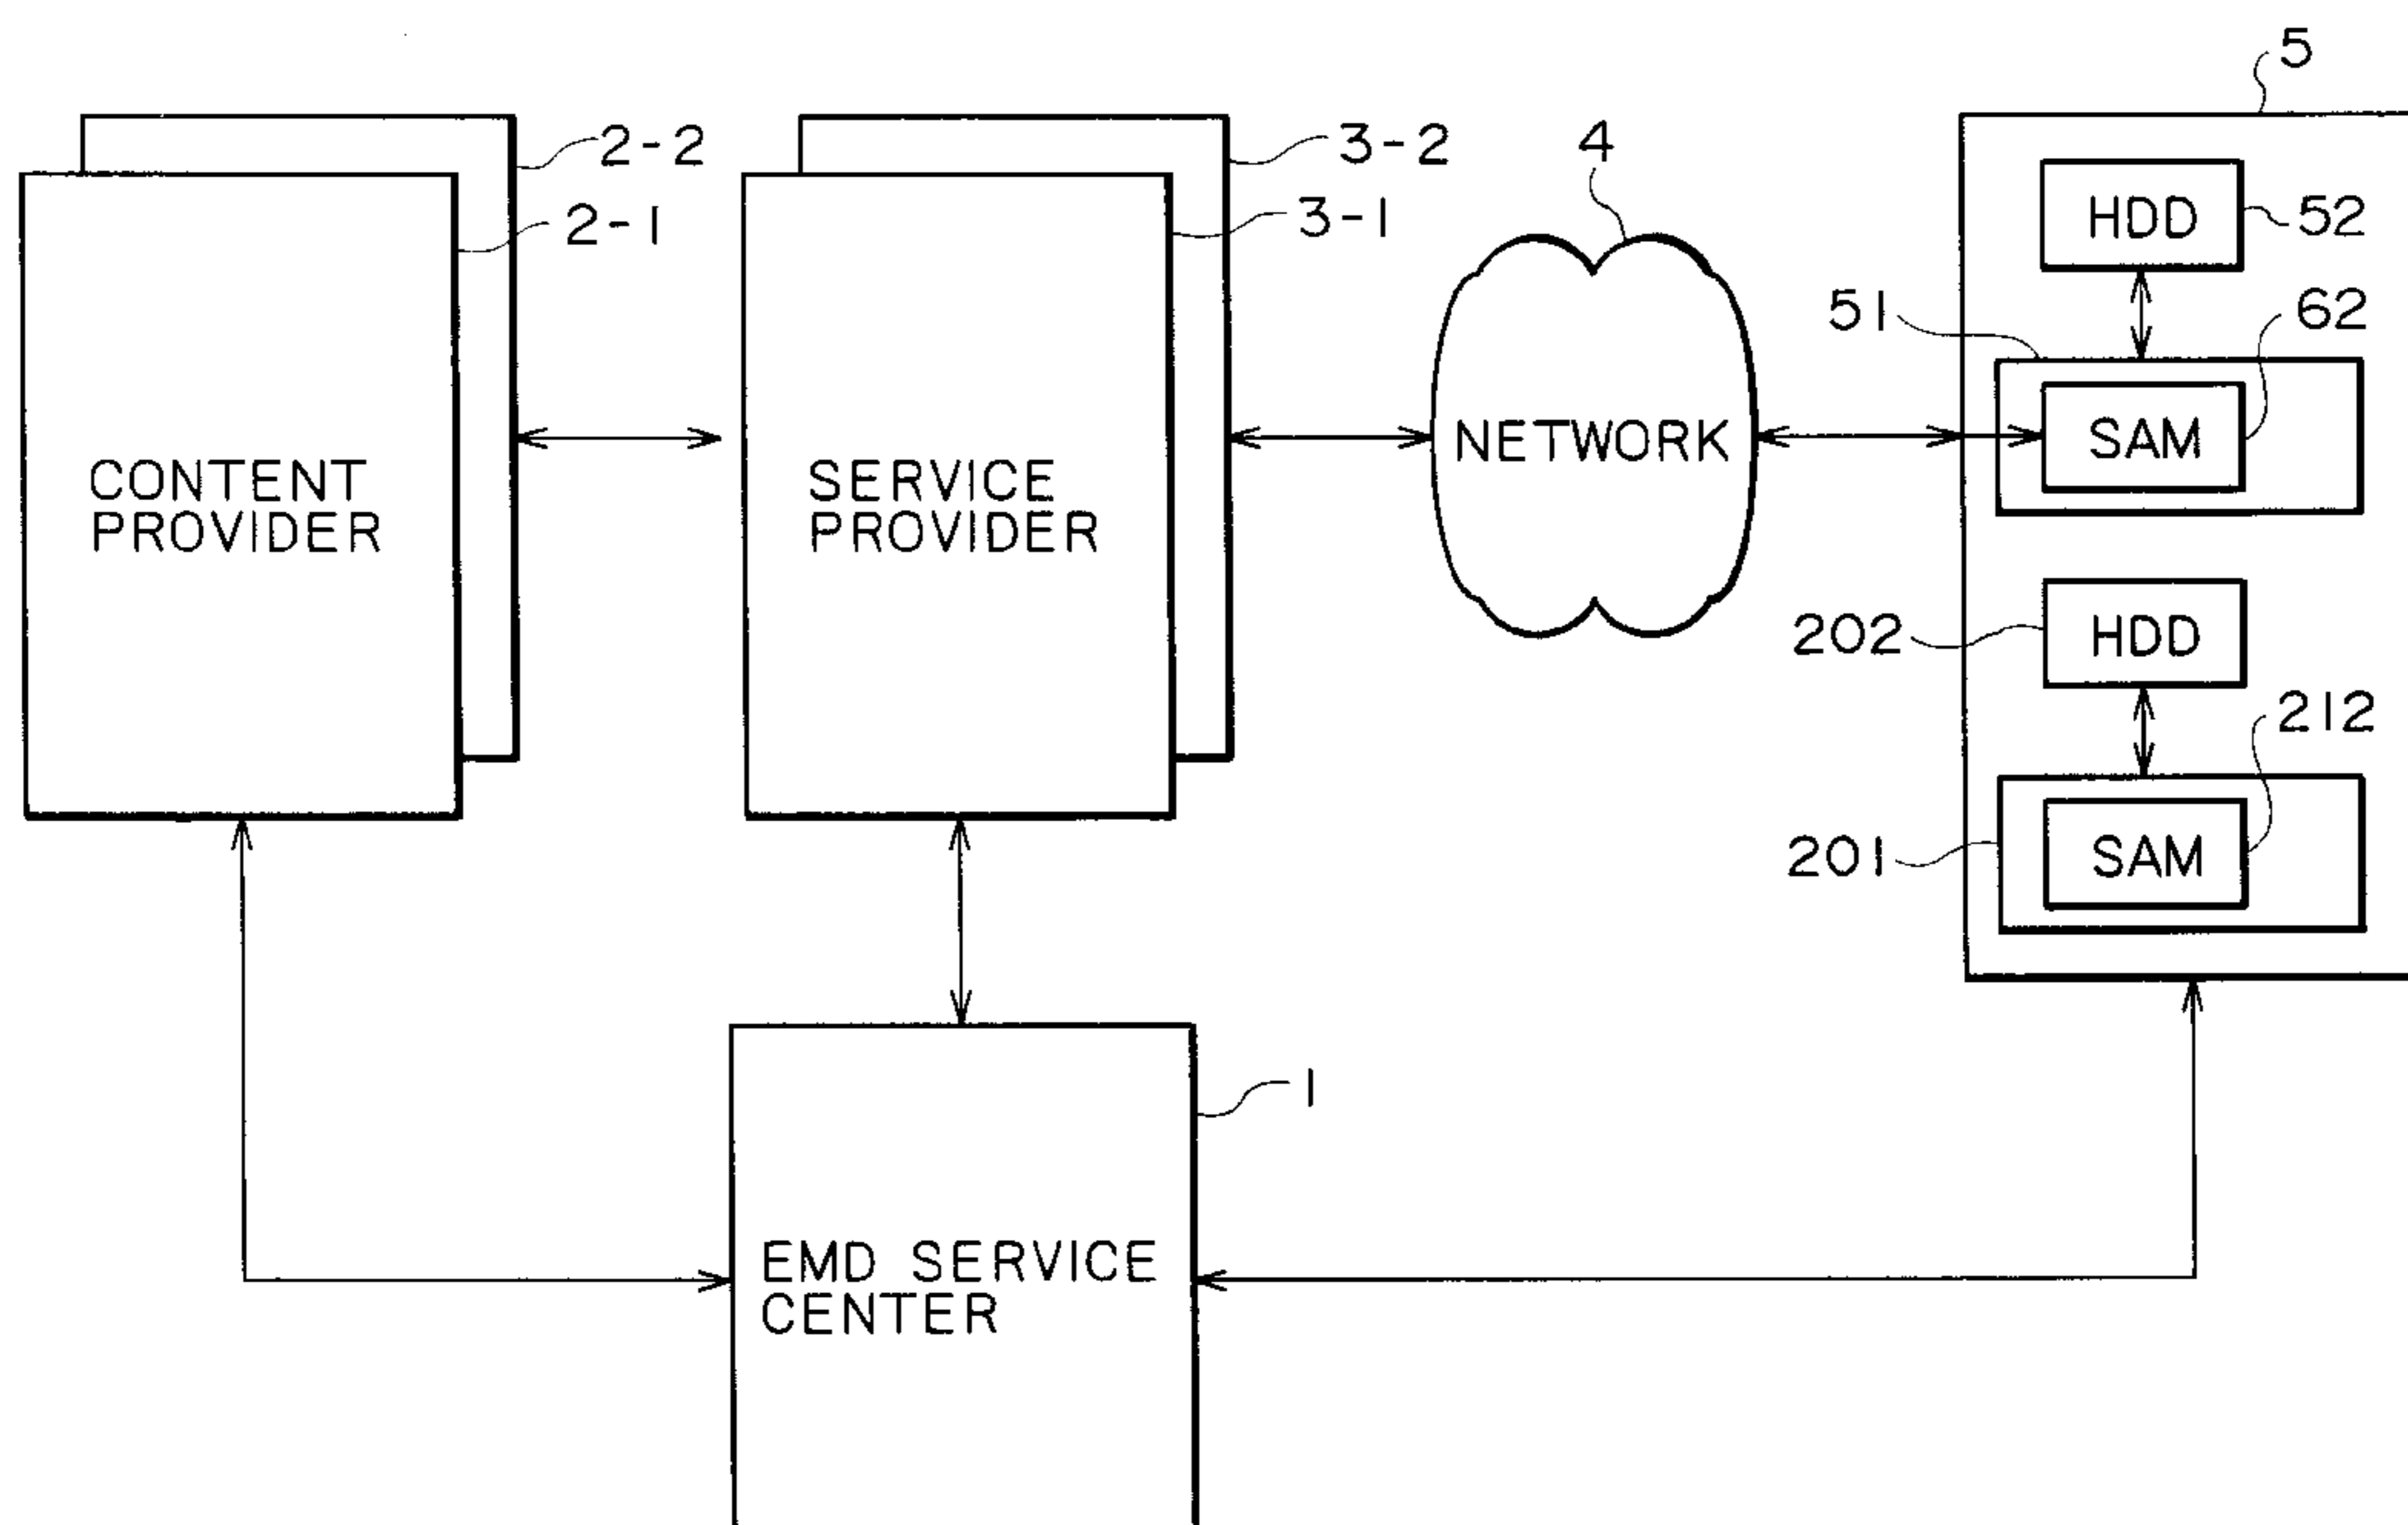 5
2-2
3-2
4
HDD
52
2-1
3-1
51
62
CONTENT
PROVIDER
SERVICE
PROVIDER
NETWORK
SAM
202
HDD
212
201
SAM
1
EMD SERVICE
CENTER